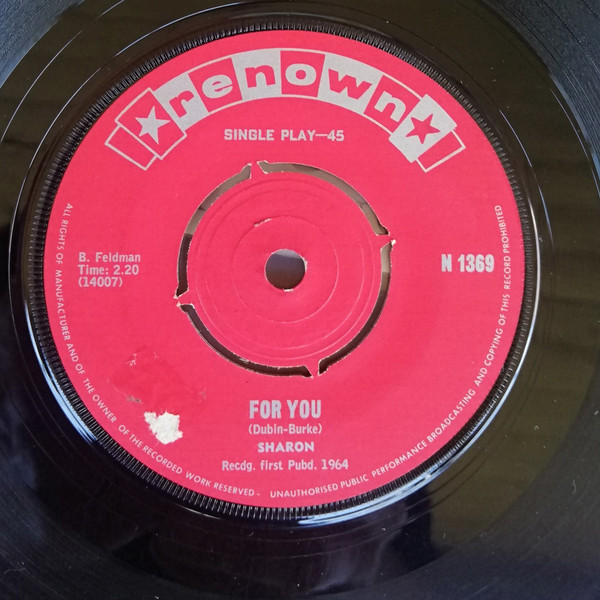 ★renown★
SINGLE PLAY—45
B. Feldman
Time: 2.20
(14007)
N 1369
FOR YOU
(Dubin-Burke)
SHARON
Recdg. first Pubd. 1964
ALL RIGHTS OF MANUFACTURER AND OF THE OWNER OF THE RECORDED WORK RESERVED - UNAUTHORISED PUBLIC PERFORMANCE BROADCASTING AND COPYING OF THIS RECORD PROHIBITED